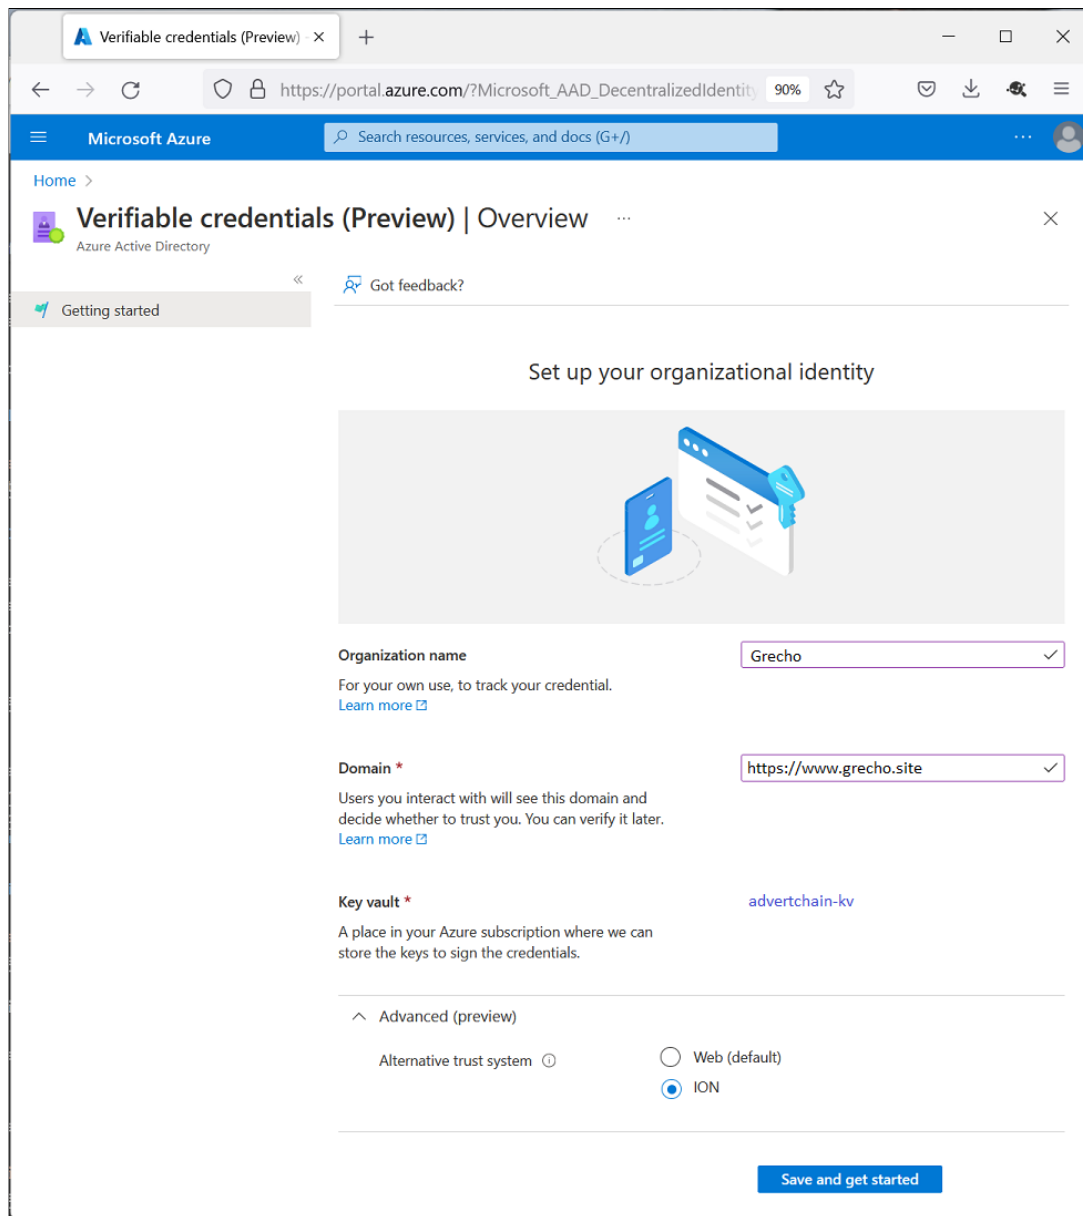 Verifiable credentials (Preview) -
https://portal.azure.com/?Microsoft_AAD_DecentralizedIdentity
90%
Microsoft Azure
Search resources, services, and docs (G+/)
Home >
Verifiable credentials (Preview) | Overview ...
Azure Active Directory
«
Got feedback?
Getting started
Set up your organizational identity
Organization name
Grecho
For your own use, to track your credential.
Learn more
Domain *
https://www.grecho.site
Users you interact with will see this domain and
decide whether to trust you. You can verify it later.
Learn more
Key vault *
advertchain-kv
A place in your Azure subscription where we can
store the keys to sign the credentials.
Advanced (preview)
Alternative trust system
Web (default)
ION
Save and get started